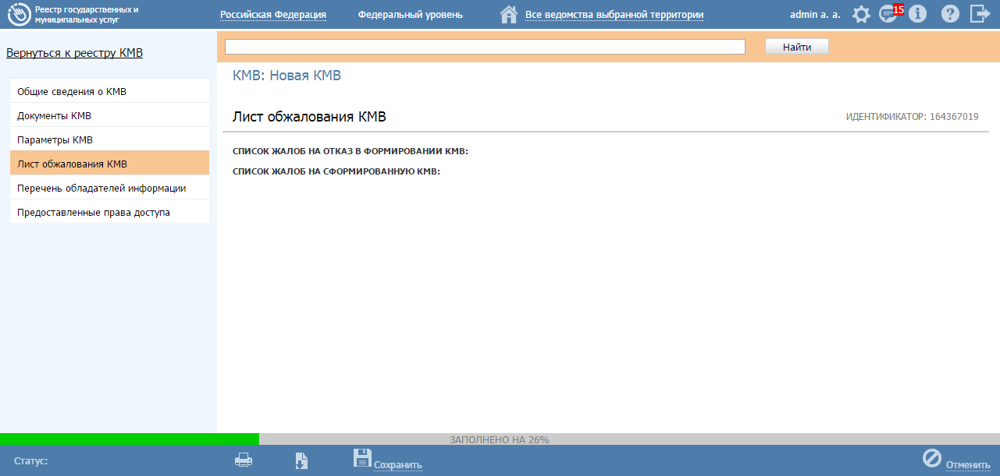 Реестр государственных и
муниципальных услуг
Российская Федерация
Федеральный уровень
Все ведомства выбранной территории
admin a. a.
15
Вернуться к реестру КМВ
Найти
Общие сведения о КМВ
Документы КМВ
Параметры КМВ
Лист обжалования КМВ
Перечень обладателей информации
Предоставленные права доступа
КМВ: Новая КМВ
Лист обжалования КМВ
ИДЕНТИФИКАТОР: 164367019
СПИСОК ЖАЛОБ НА ОТКАЗ В ФОРМИРОВАНИИ КМВ:
СПИСОК ЖАЛОБ НА СФОРМИРОВАННУЮ КМВ:
ЗАПОЛНЕНО НА 26%
Статус:
Сохранить
Отменить